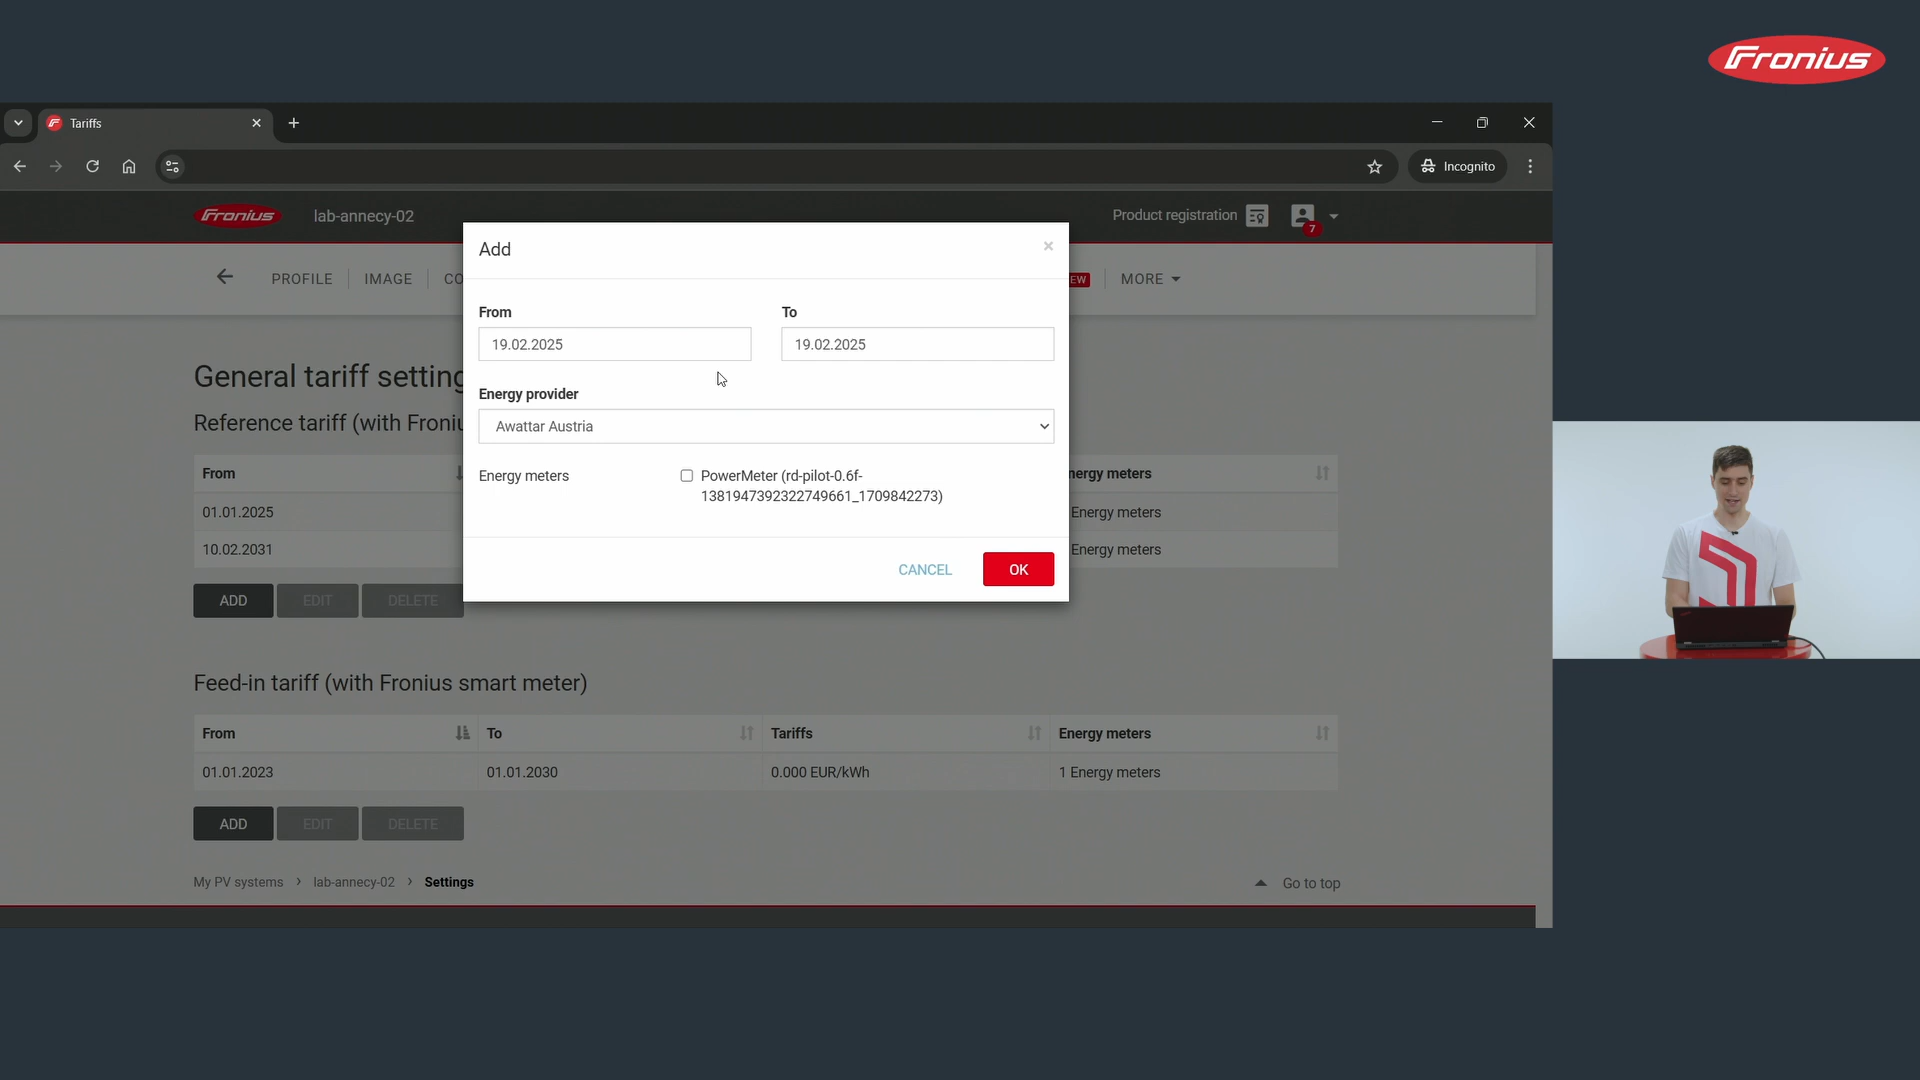 Fronius
Tariffs
Incognito
Fronius
lab-annecy-02
Product registration
7
PROFILE
IMAGE
CO
EW
MORE
Add
×
From
To
19.02.2025
19.02.2025
Energy provider
Awattar Austria
Energy meters
PowerMeter (rd-pilot-0.6f-
1381947392322749661_1709842273)
CANCEL
OK
General tariff setting
Reference tariff (with Froniu
From
nergy meters
01.01.2025
Energy meters
10.02.2031
Energy meters
ADD
EDIT
DELETE
Feed-in tariff (with Fronius smart meter)
From
To
Tariffs
Energy meters
01.01.2023
01.01.2030
0.000 EUR/kWh
1 Energy meters
ADD
EDIT
DELETE
My PV systems > lab-annecy-02 > Settings
Go to top